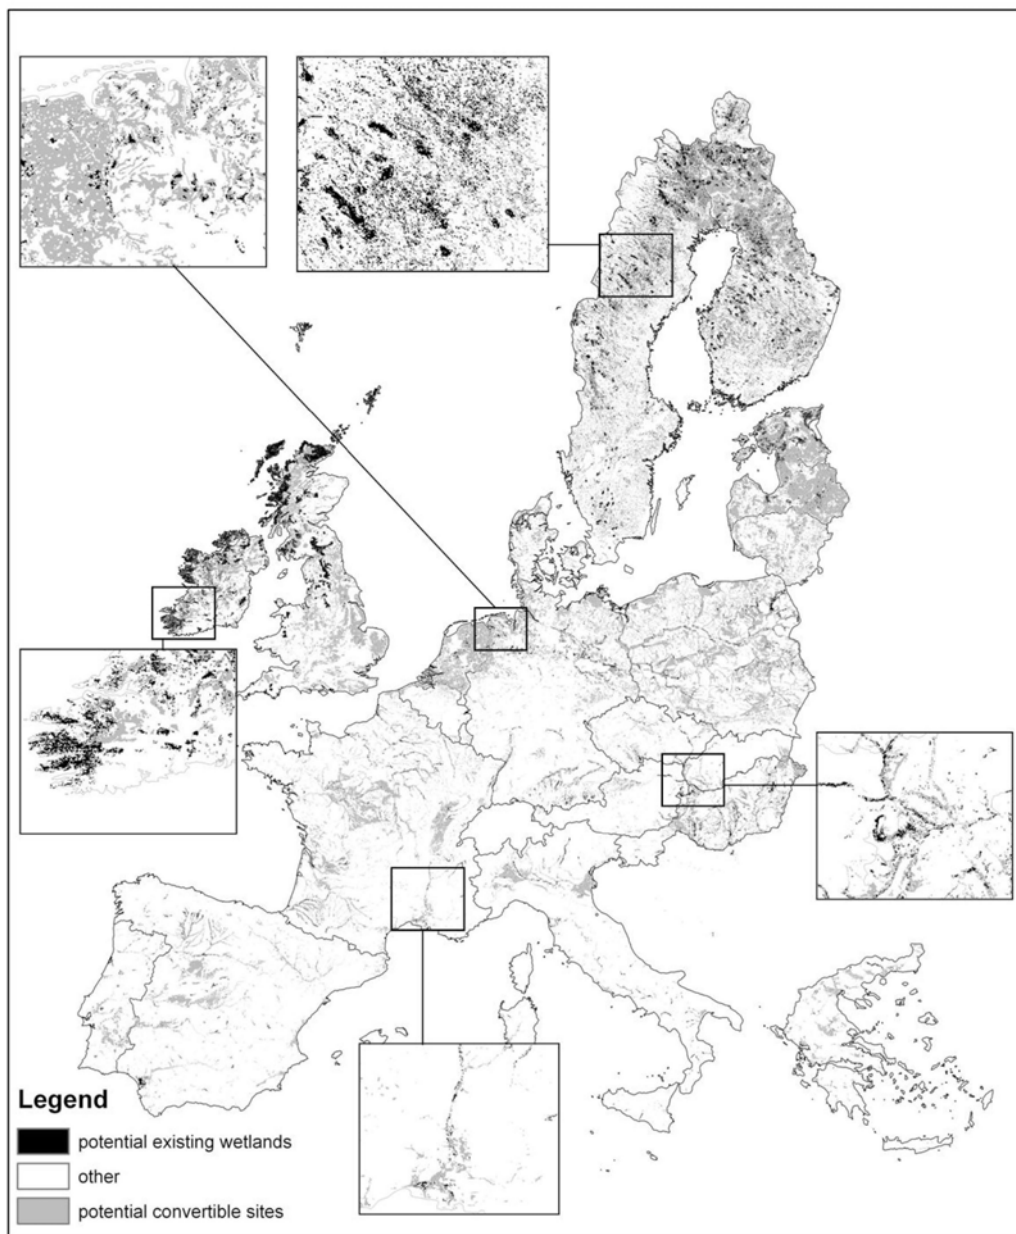 Legend
potential existing wetlands
other
potential convertible sites